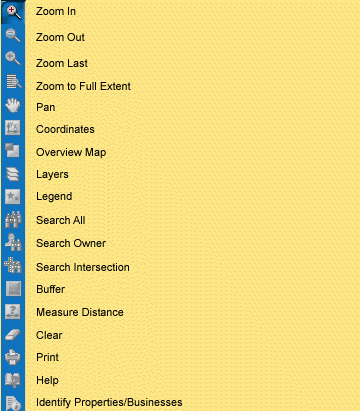 Zoom In
Zoom Out
Zoom Last
Zoom to Full Extent
Pan
Coordinates
Overview Map
Layers
Legend
Search All
Search Owner
Search Intersection
Buffer
Measure Distance
Clear
Print
Help
Identify Properties/Businesses